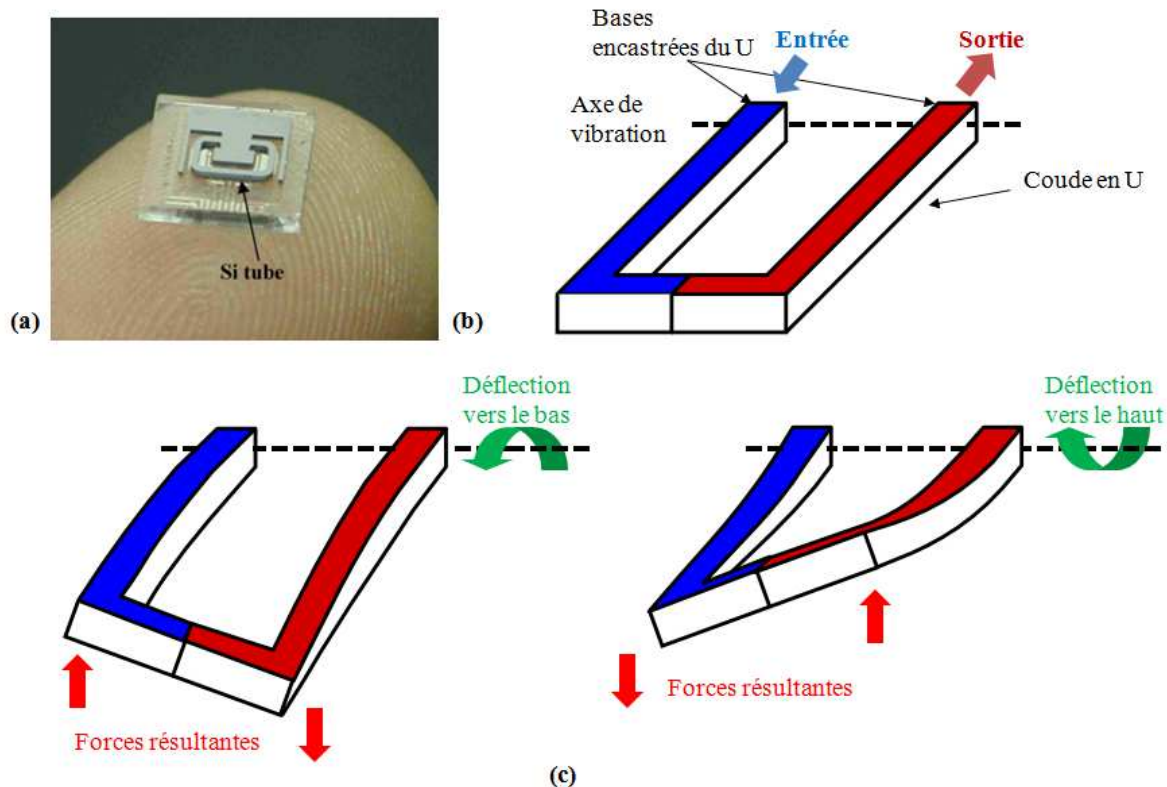 Si tube
(a)
Bases
encastrées du U
Entrée
Sortie
Axe de
vibration
Coude en U
(b)
Déflection
vers le bas
Forces résultantes
Déflection
vers le haut
Forces résultantes
(c)